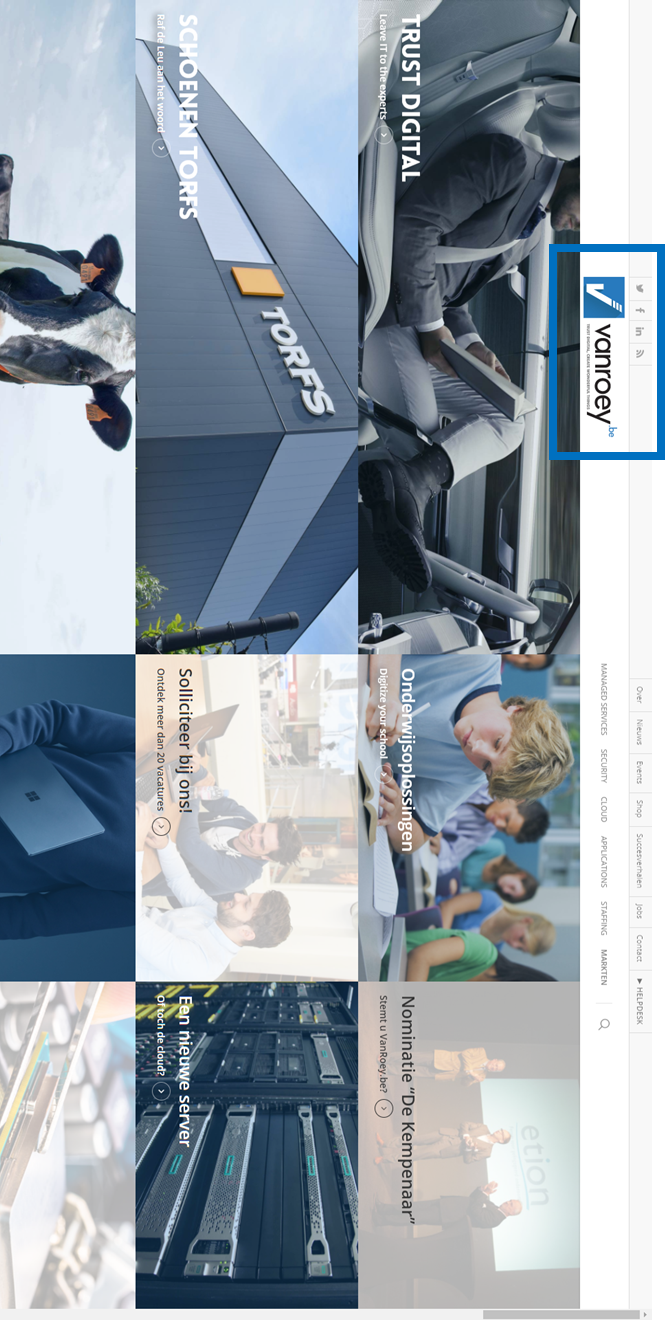 Over Nieuws Events Shop Succesverhalen Jobs Contact HELPDESK
vanroey.be
MANAGED SERVICES SECURITY CLOUD APPLICATIONS STAFFING MARKTEN
TRUST DIGITAL
Leave IT to the experts
Onderwijsoplossingen
Digitize your school
Nominatie "De Kempenaar"
Stemt u VanRoey.be?
etion
SCHOENEN TORFS
Raf de Leu aan het woord
TORFS
Solliciteer bij ons!
Ontdek meer dan 20 vacatures
Een nieuwe server
Of toch de cloud?